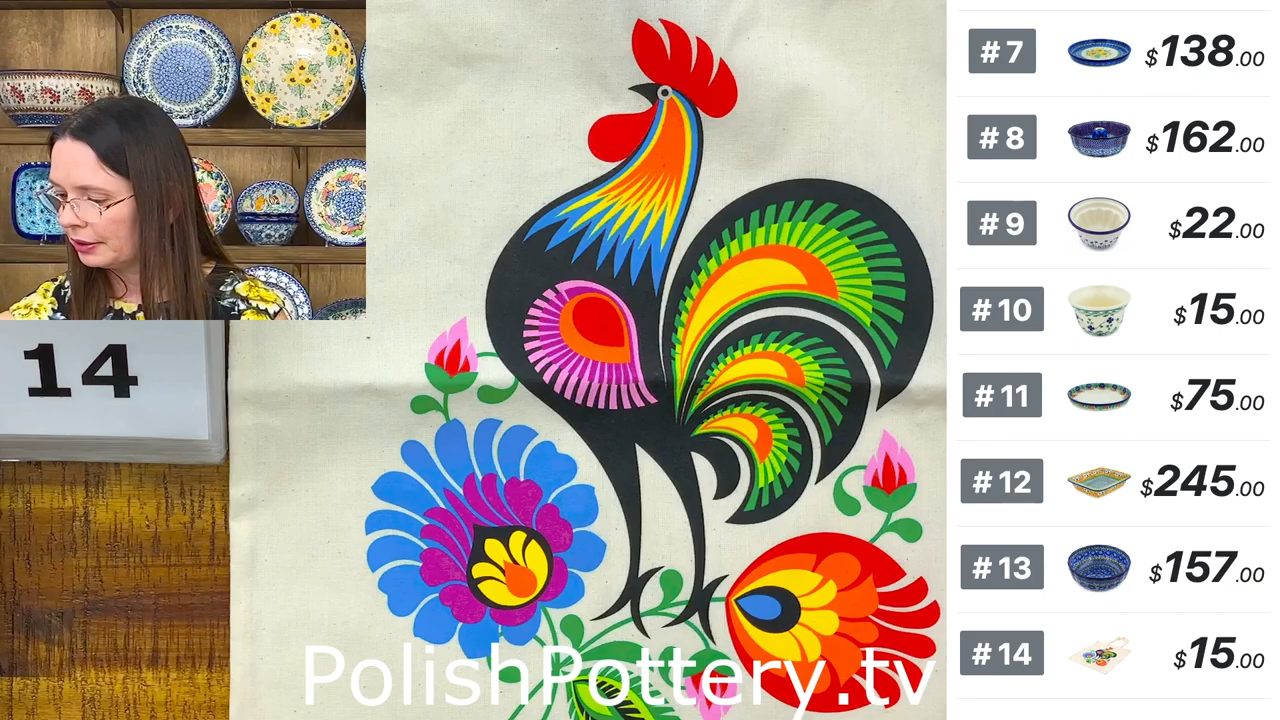 14
PolishPottery.tv
# 7 $138.00
# 8 $162.00
# 9 $22.00
# 10 $15.00
# 11 $75.00
# 12 $245.00
# 13 $157.00
# 14 $15.00